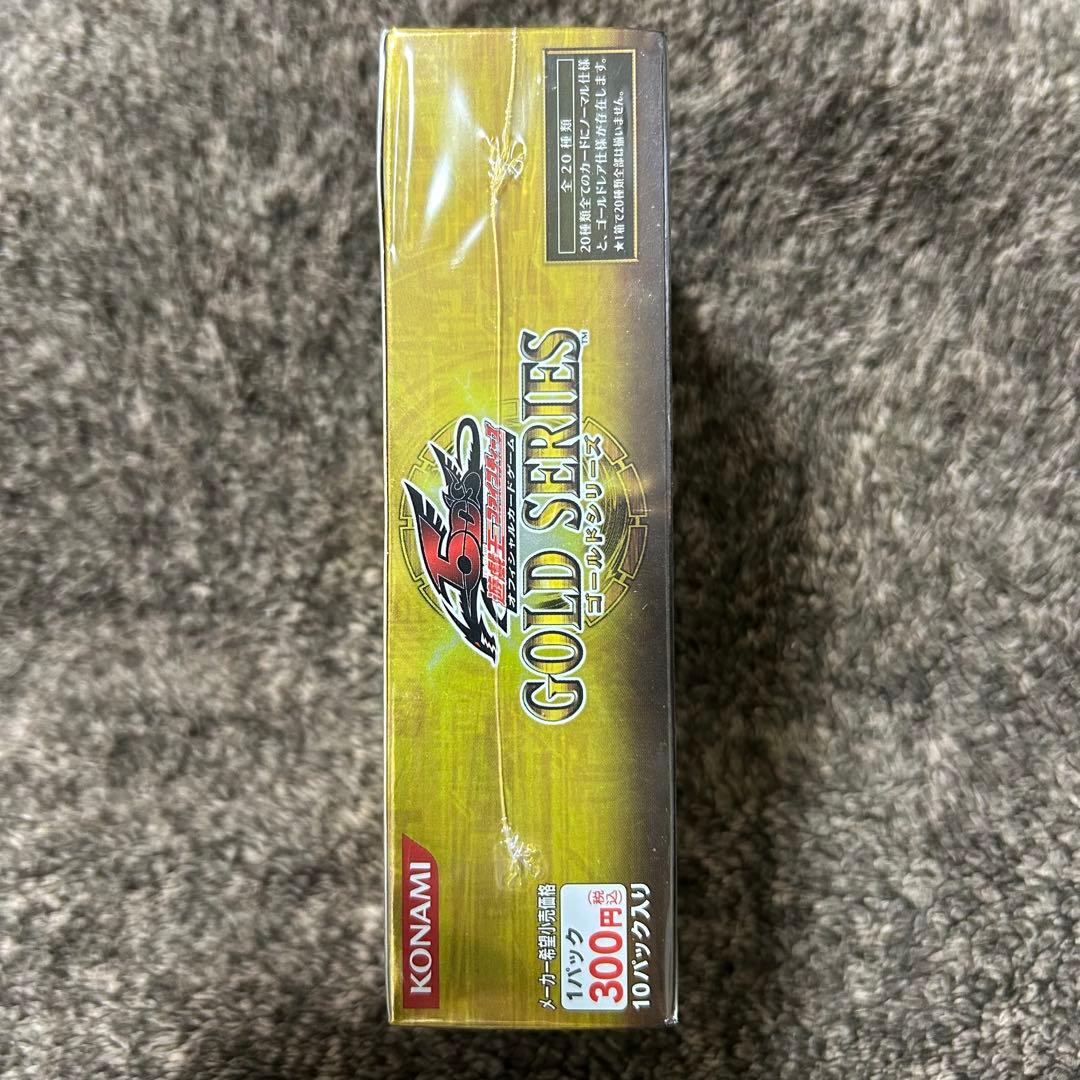 KONAMI
メーカー希望小売価格
1パック
300円(税込)
10パック入り
5D's
遊戯王ファイブディーズ
オフィシャルカードゲーム
GOLD SERIES™
ゴールドシリーズ
全20種類
20種類全てのカードにノーマル仕様
と、ゴールドレア仕様が存在します。
★1箱で20種類全部は揃いません。